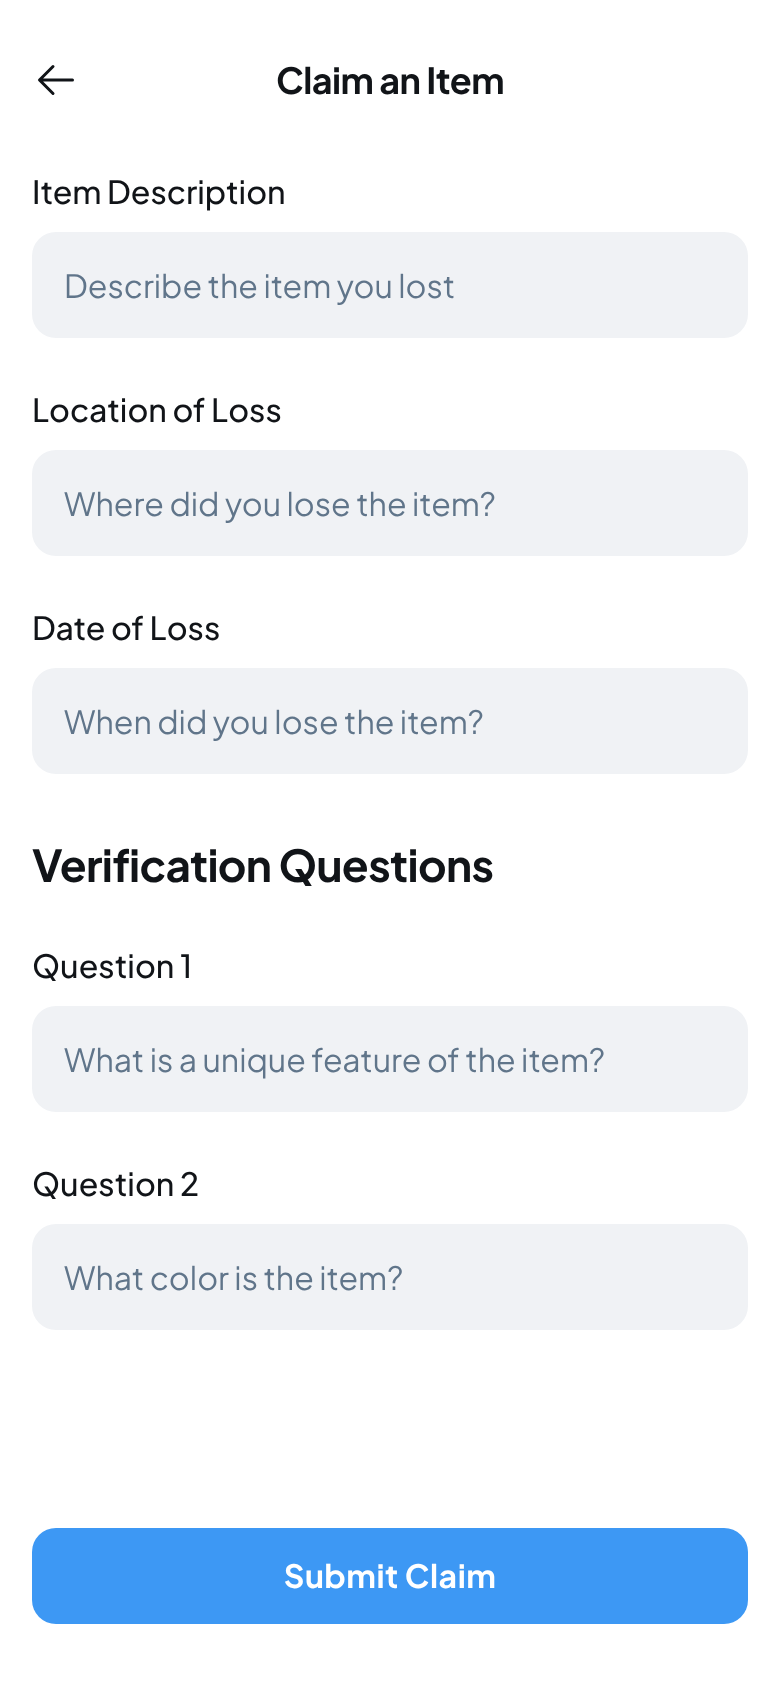 Claim an Item
Item Description
Describe the item you lost
Location of Loss
Where did you lose the item?
Date of Loss
When did you lose the item?
Verification Questions
Question 1
What is a unique feature of the item?
Question 2
What color is the item?
Submit Claim